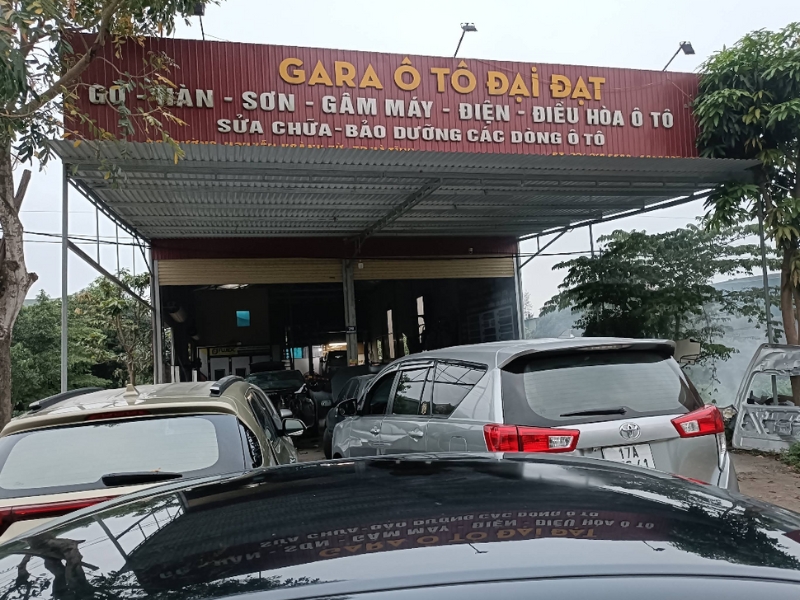 GARA Ô TÔ ĐẠI ĐẠT
GÒ - HÀN - SƠN - GẦM MÁY - ĐIỆN - ĐIỀU HÒA Ô TÔ
SỬA CHỮA - BẢO DƯỠNG CÁC DÒNG Ô TÔ
17A